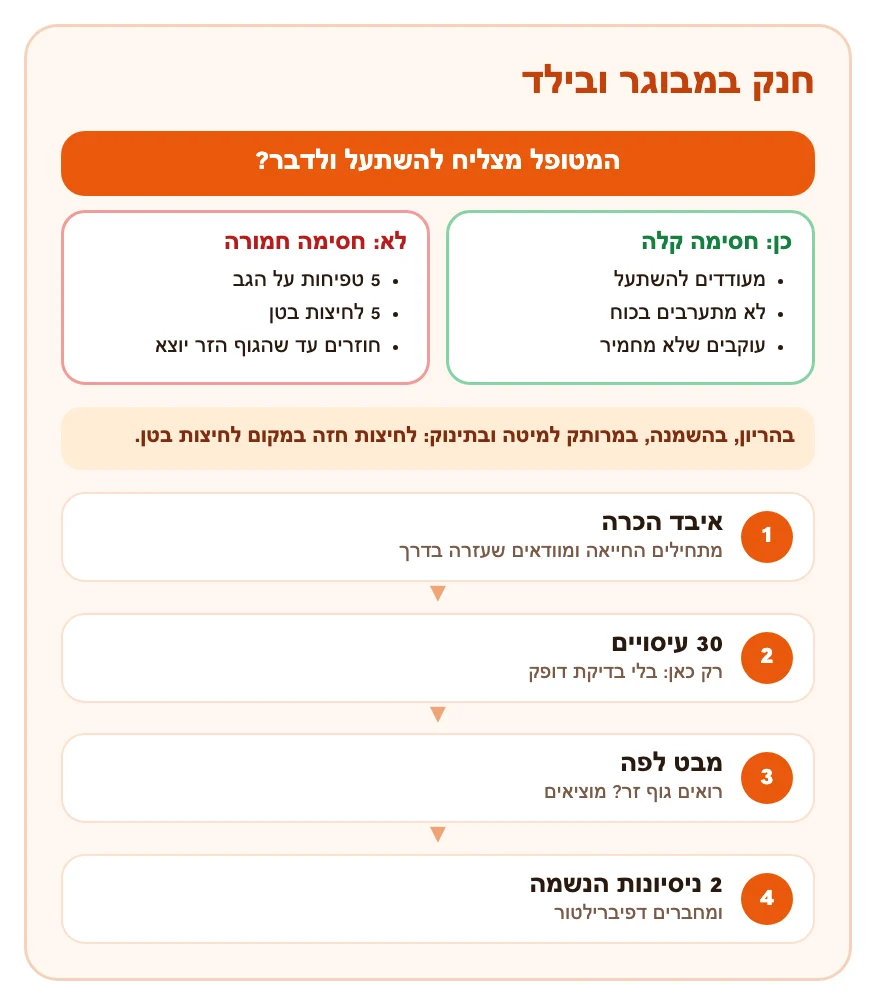 חנק במבוגר ובילד
המטופל מצליח להשתעל ולדבר?
כן: חסימה קלה
• מעודדים להשתעל
• לא מתערבים בכוח
• עוקבים שלא מחמיר
לא: חסימה חמורה
• 5 טפיחות על הגב
• 5 לחיצות בטן
• חוזרים עד שהגוף הזר יוצא
בהריון, בהשמנה, במרותק למיטה ובתינוק: לחיצות חזה במקום לחיצות בטן.
1
איבד הכרה
מתחילים החייאה ומוודאים שעזרה בדרך
2
30 עיסויים
רק כאן: בלי בדיקת דופק
3
מבט לפה
רואים גוף זר? מוציאים
4
2 ניסיונות הנשמה
ומחברים דפיברילטור